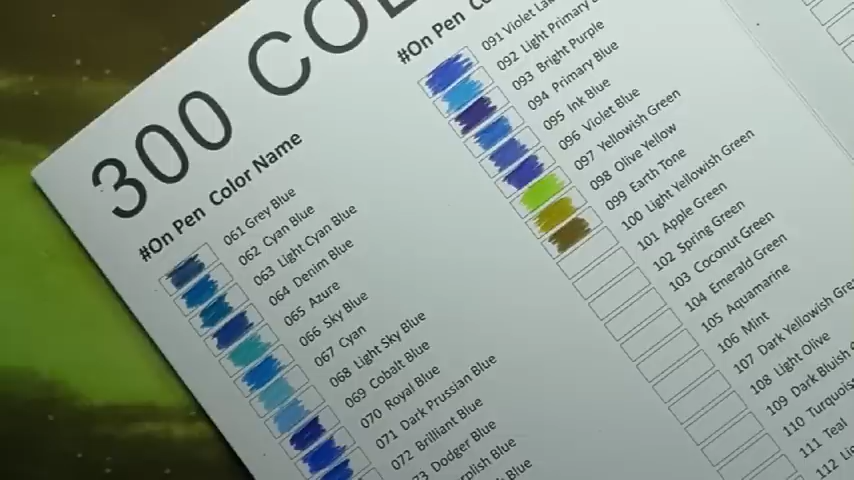 300
#On Pen Color Name
061 Grey Blue
062 Cyan Blue
063 Light Cyan Blue
064 Denim Blue
065 Azure
066 Sky Blue
067 Cyan
068 Light Sky Blue
069 Cobalt Blue
070 Royal Blue
071 Dark Prussian Blue
072 Brilliant Blue
Dodger Blue
Blue
#On Pen
091 Violet
092 Light Primary
093 Bright Purple
094 Primary Blue
095 Ink Blue
096 Violet Blue
097 Yellowish Green
098 Olive Yellow
099 Earth Tone
100 Light Yellowish Green
101 Apple Green
102 Spring Green
103 Coconut Green
104 Emerald Green
105 Aquamarine
106 Mint
107 Dark Yellowish
108 Light Olive
109 Dark Bluish
110
111 Teal
112